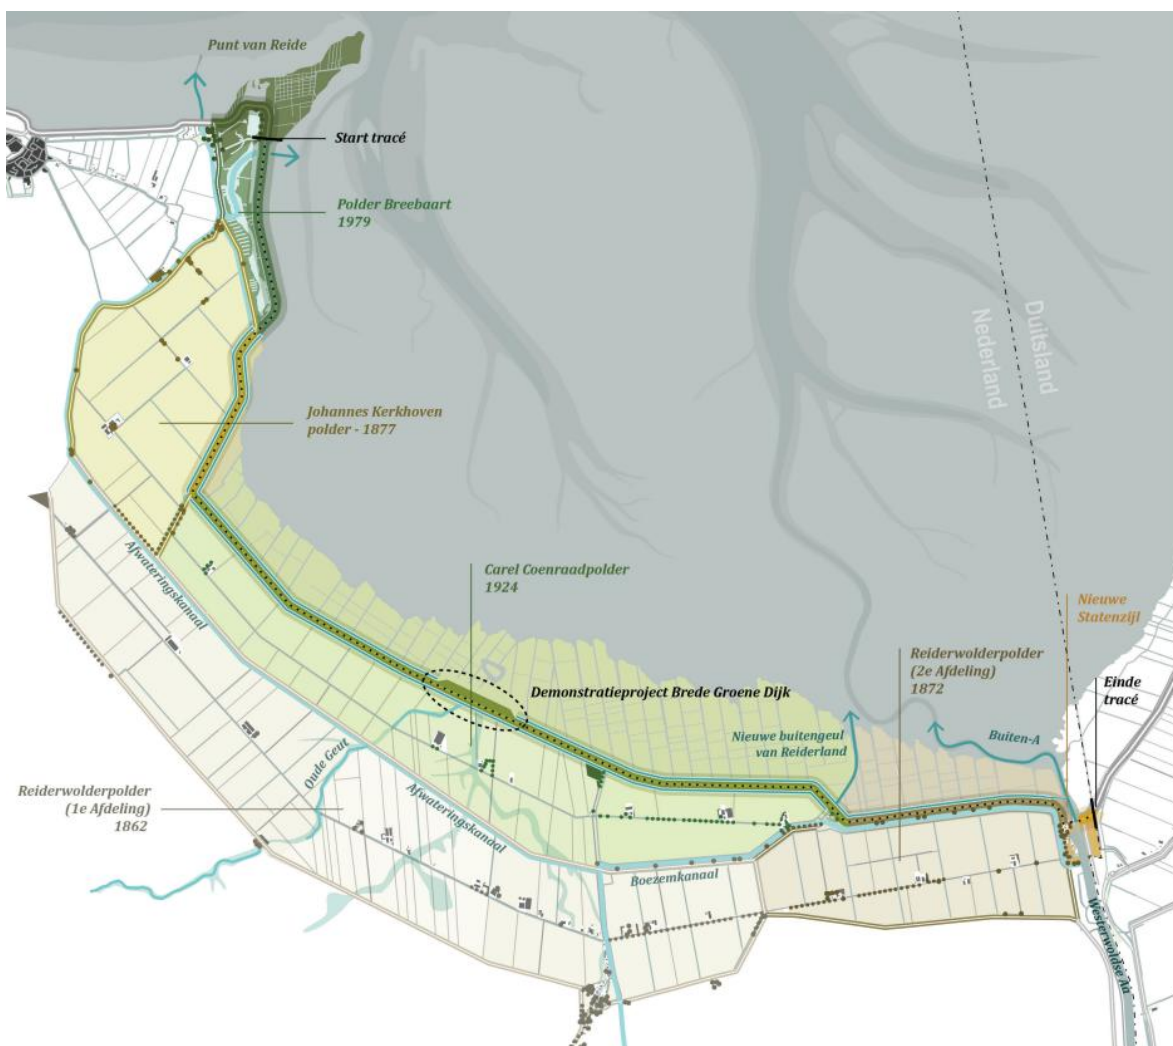 Punt van Reide
Start tracé
Polder Breebaart
1979
Duitsland
Nederland
Johannes Kerkhoven
polder - 1877
Afwateringskanaal
Carel Coenraadpolder
1924
Nieuwe
Statenzijl
Reiderwolderpolder
(2e Afdeling)
1872
Einde
tracé
Demonstratieproject Brede Groene Dijk
Nieuwe buitengeul
van Reiderland
Buiten-A
Oude Geut
Reiderwolderpolder
(1e Afdeling)
1862
Afwateringskanaal
Boezemkanaal
Westerwoldse Aa